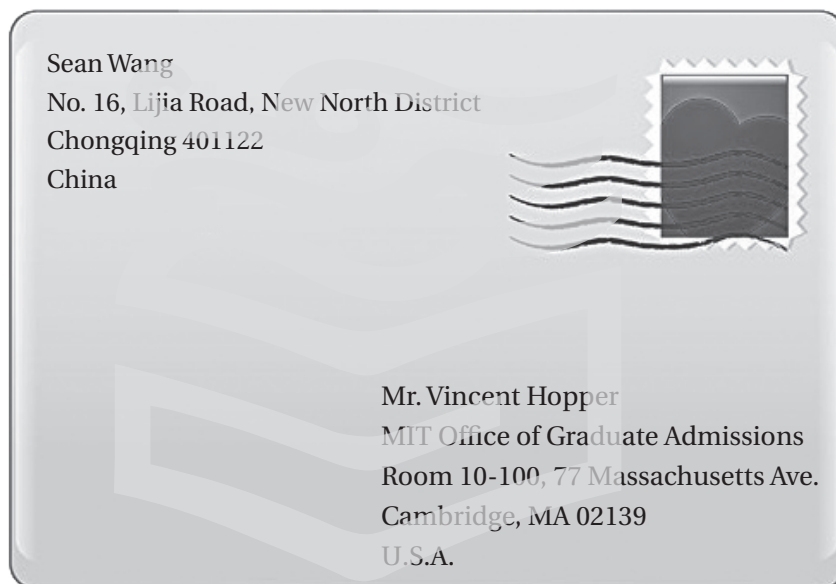 Sean Wang
No. 16, Lijia Road, New North District
Chongqing 401122
China
Mr. Vincent Hopper
MIT Office of Graduate Admissions
Room 10-100, 77 Massachusetts Ave.
Cambridge, MA 02139
U.S.A.